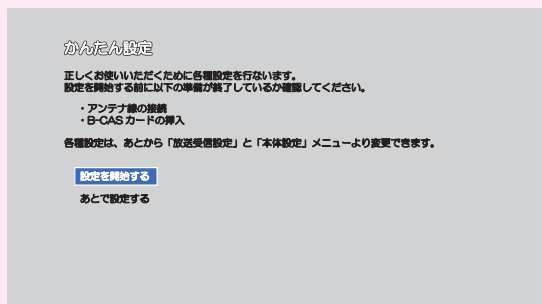 かんたん設定
正しくお使いいただくために各種設定を行ないます。
設定を開始する前に以下の準備が終了しているか確認してください。
・アンテナ線の接続
・B-CASカードの挿入
各種設定は、あとから「放送受信設定」と「本体設定」メニューより変更できます。
設定を開始する
あとで設定する